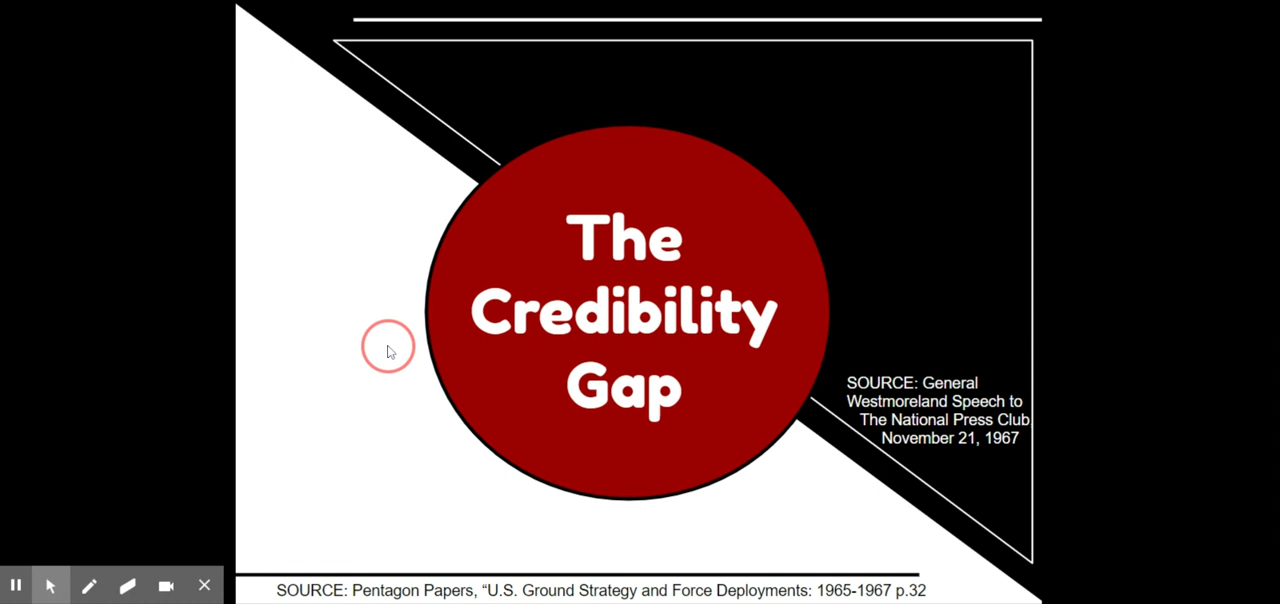 The
Credibility
Gap
SOURCE: General
Westmoreland Speech to
The National Press Club
November 21, 1967
SOURCE: Pentagon Papers, “U.S. Ground Strategy and Force Deployments: 1965-1967 p.32